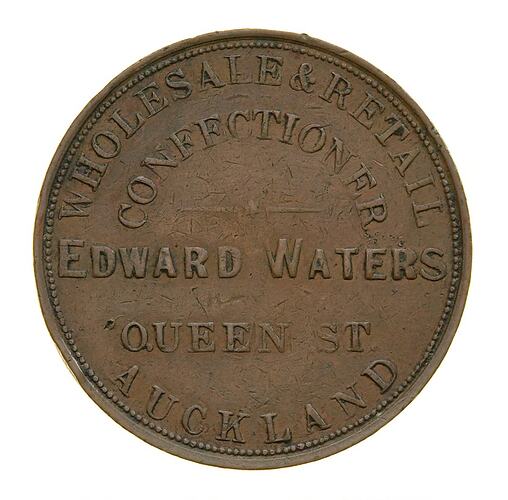 WHOLESALE & RETAIL
CONFECTIONER
EDWARD WATERS
QUEEN ST
AUCKLAND